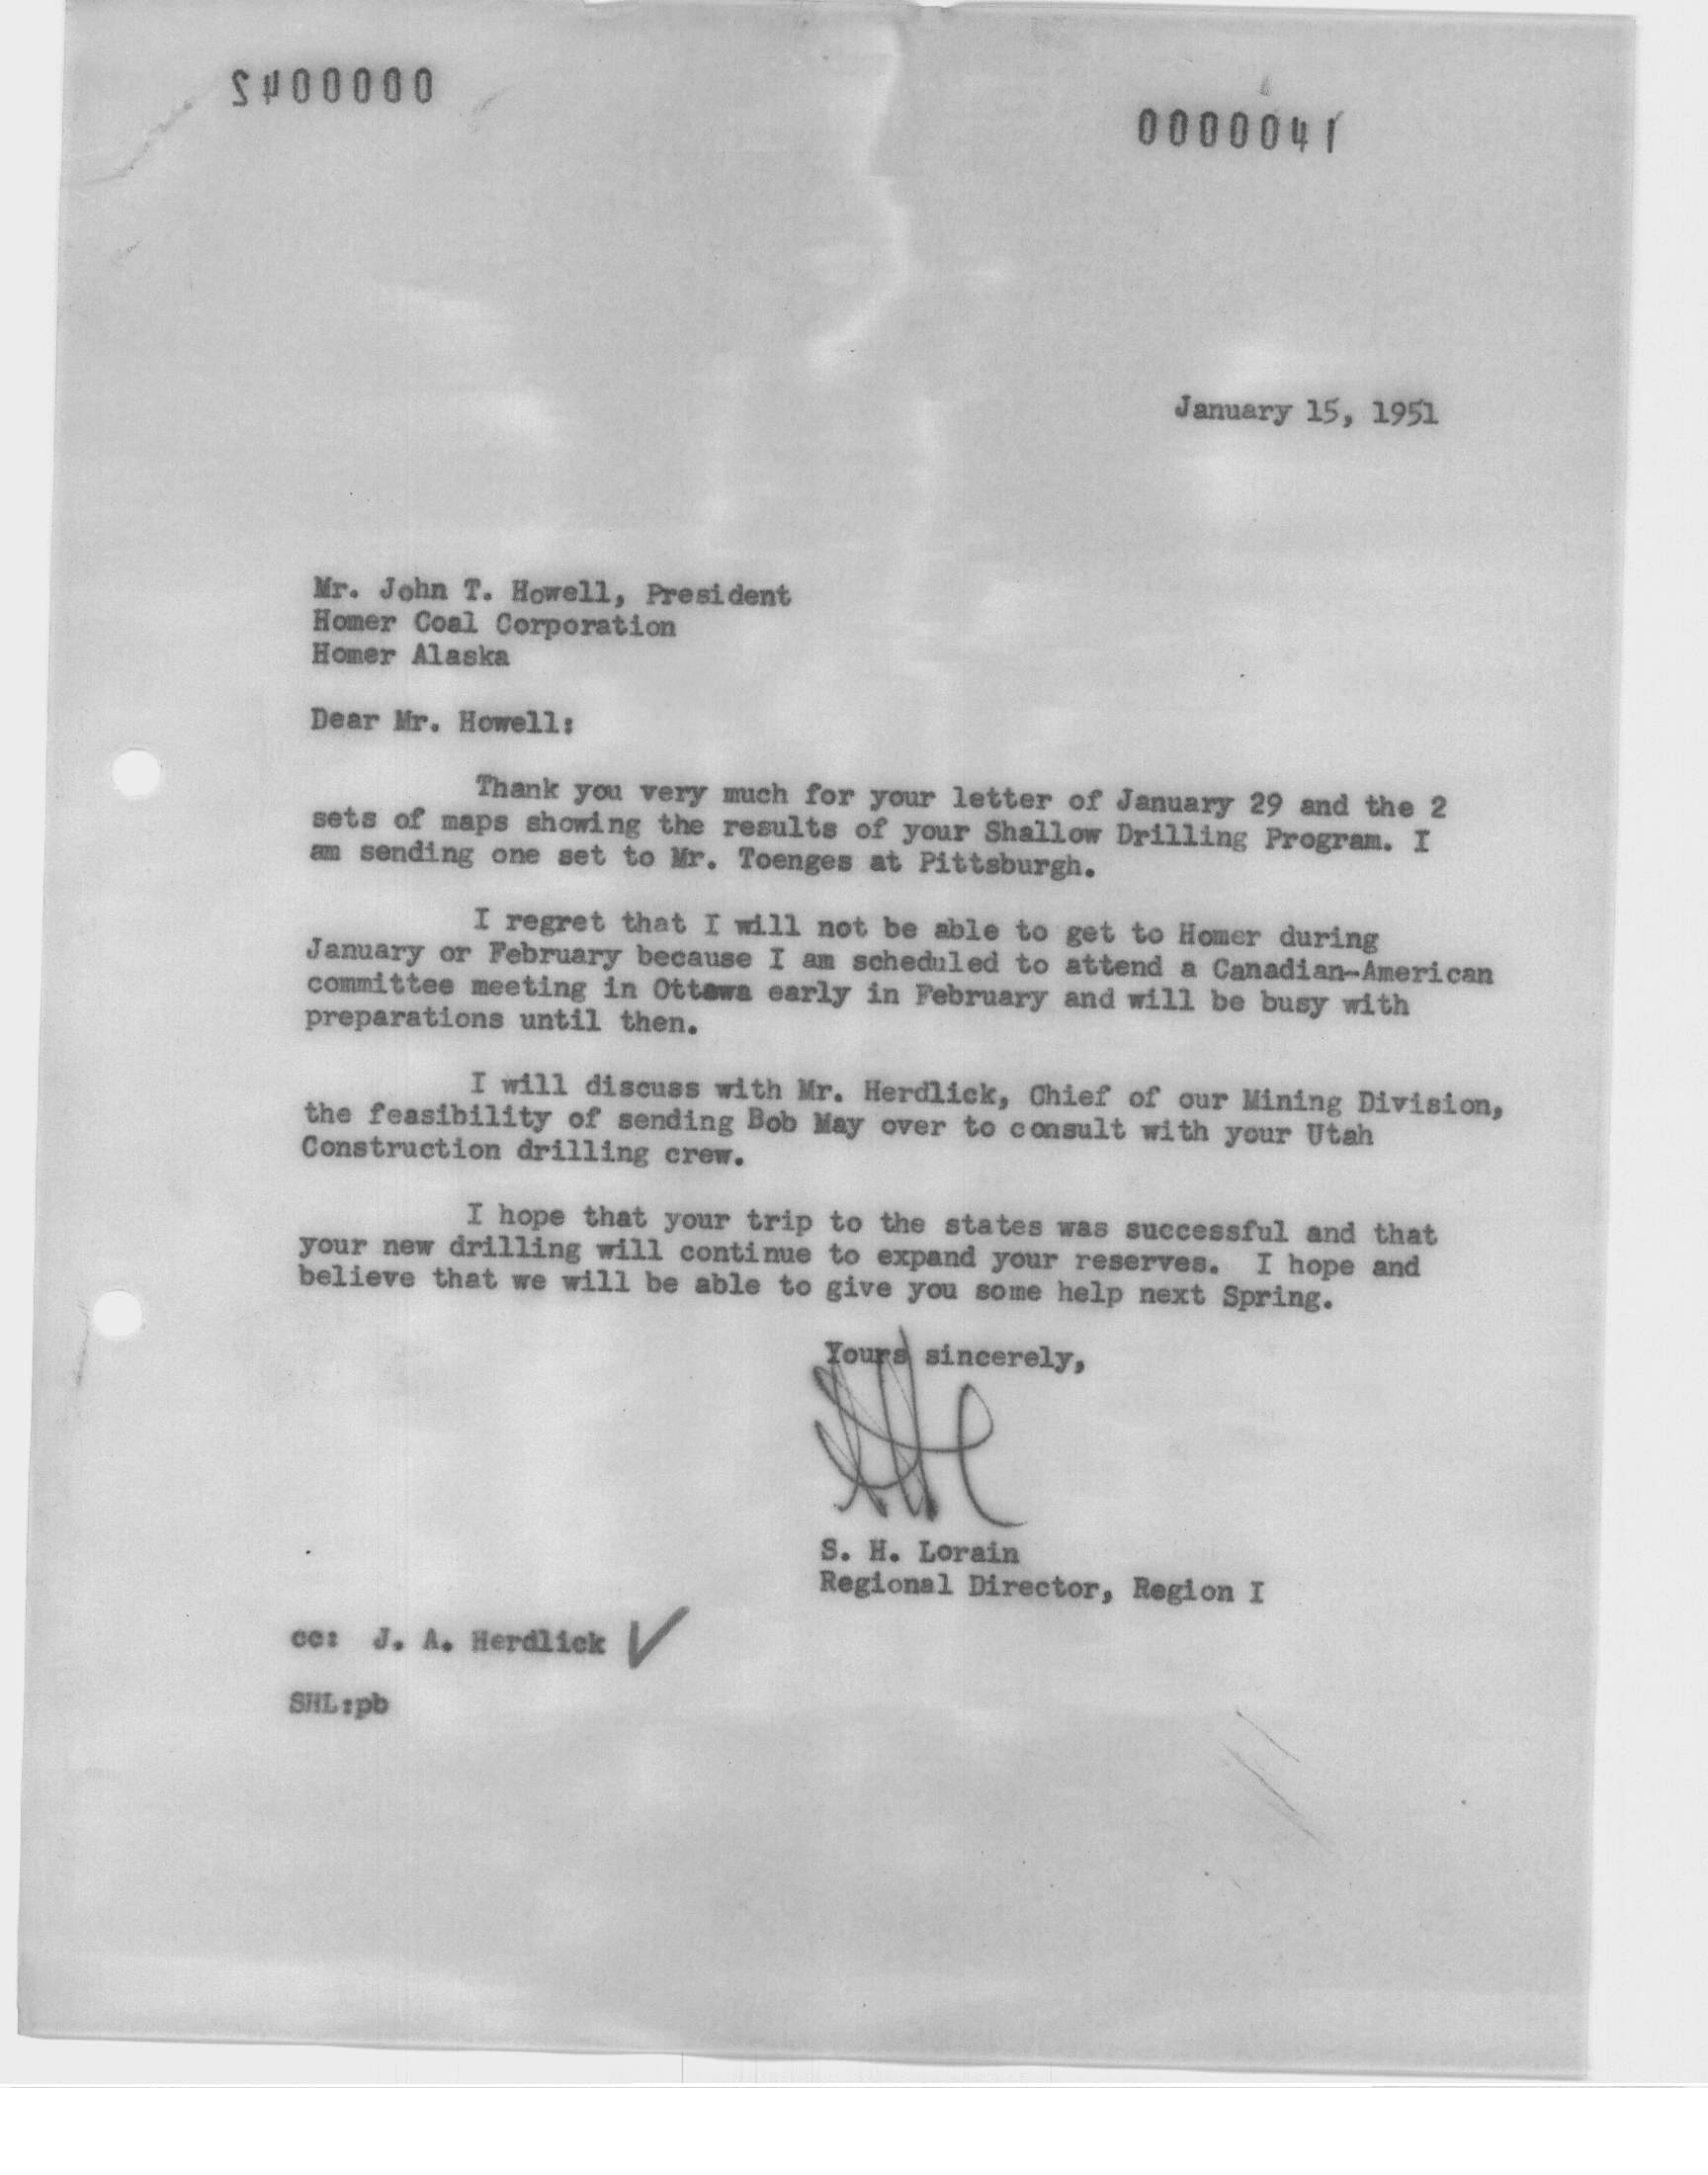 0000042
0000041
January 15, 1951
Mr. John T. Howell, President
Homer Coal Corporation
Homer Alaska
Dear Mr. Howell:
Thank you very much for your letter of January 29 and the 2
sets of maps showing the results of your Shallow Drilling Program. I
am sending one set to Mr. Toenges at Pittsburgh.
I regret that I will not be able to get to Homer during
January or February because I am scheduled to attend a Canadian-American
committee meeting in Ottawa early in February and will be busy with
preparations until then.
I will discuss with Mr. Herdlick, Chief of our Mining Division,
the feasibility of sending Bob May over to consult with your Utah
Construction drilling crew.
I hope that your trip to the states was successful and that
your new drilling will continue to expand your reserves. I hope and
believe that we will be able to give you some help next Spring.
Yours sincerely,
S. H. Lorain
Regional Director, Region I
cc: J. A. Herdlick ✓
SHL:pb